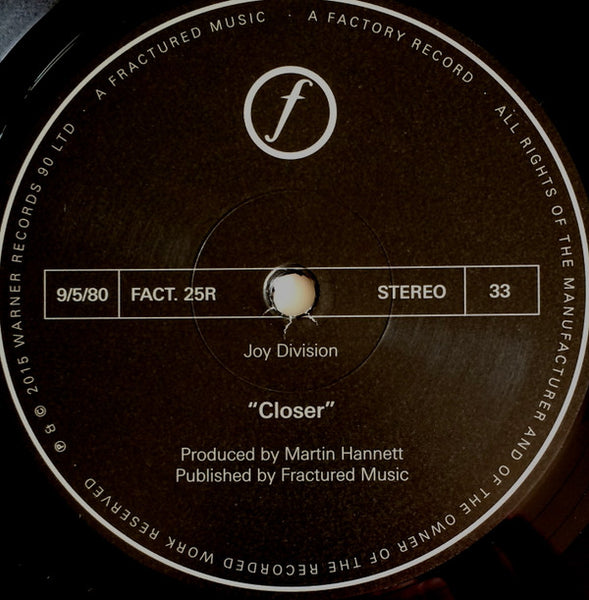 A FRACTURED MUSIC · A FACTORY RECORD · ALL RIGHTS OF THE MANUFACTURER AND OF THE OWNER OF THE RECORDED WORK RESERVED
℗ & © 2015 WARNER RECORDS 90 LTD ·
f
9/5/80 FACT. 25R STEREO 33
Joy Division
“Closer”
Produced by Martin Hannett
Published by Fractured Music